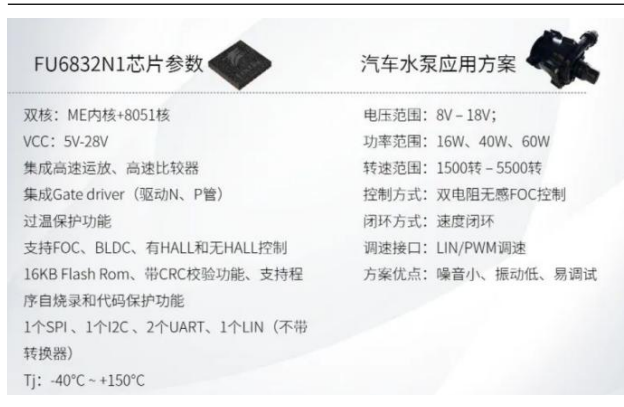 FU6832N1芯片参数
双核：ME内核+8051核
VCC：5V-28V
集成高速运放、高速比较器
集成Gate driver（驱动N、P管）
过温保护功能
支持FOC、BLDC、有HALL和无HALL控制
16KB Flash Rom、带CRC校验功能、支持程
序自烧录和代码保护功能
1个SPI 、1个I2C 、2个UART、1个LIN（不带
转换器）
Tj：-40°C ~ +150°C
汽车水泵应用方案
电压范围：8V – 18V；
功率范围：16W、40W、60W
转速范围：1500转 – 5500转
控制方式：双电阻无感FOC控制
闭环方式：速度闭环
调速接口：LIN/PWM调速
方案优点：噪音小、振动低、易调试